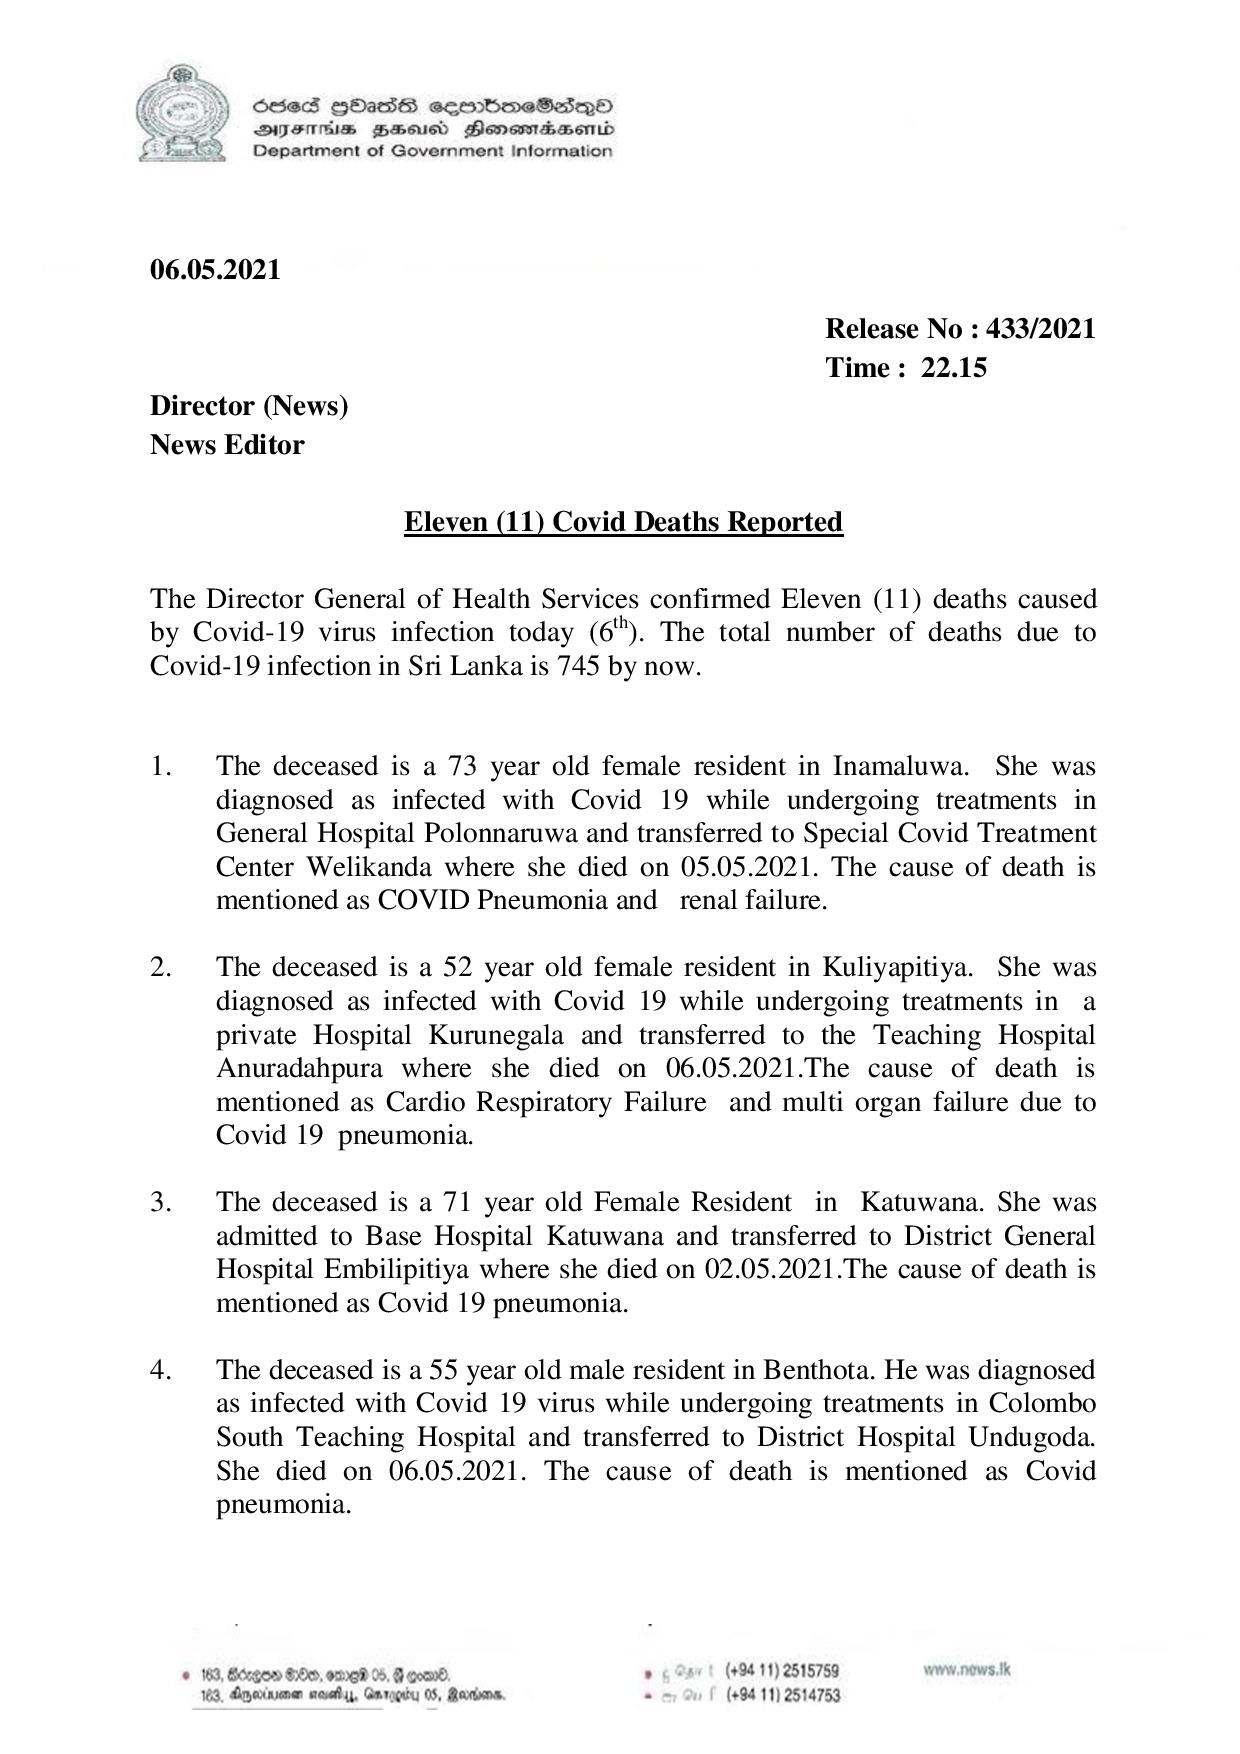 රජයේ ප්‍රවෘත්ති දෙපාර්තමේන්තුව
அரசாங்க தகவல் திணைக்களம்
Department of Government Information
06.05.2021
Release No : 433/2021
Time : 22.15
Director (News)
News Editor
Eleven (11) Covid Deaths Reported
The Director General of Health Services confirmed Eleven (11) deaths caused
by Covid-19 virus infection today (6th). The total number of deaths due to
Covid-19 infection in Sri Lanka is 745 by now.
1. The deceased is a 73 year old female resident in Inamaluwa. She was
diagnosed as infected with Covid 19 while undergoing treatments in
General Hospital Polonnaruwa and transferred to Special Covid Treatment
Center Welikanda where she died on 05.05.2021. The cause of death is
mentioned as COVID Pneumonia and renal failure.
2. The deceased is a 52 year old female resident in Kuliyapitiya. She was
diagnosed as infected with Covid 19 while undergoing treatments in a
private Hospital Kurunegala and transferred to the Teaching Hospital
Anuradahpura where she died on 06.05.2021.The cause of death is
mentioned as Cardio Respiratory Failure and multi organ failure due to
Covid 19 pneumonia.
3. The deceased is a 71 year old Female Resident in Katuwana. She was
admitted to Base Hospital Katuwana and transferred to District General
Hospital Embilipitiya where she died on 02.05.2021.The cause of death is
mentioned as Covid 19 pneumonia.
4. The deceased is a 55 year old male resident in Benthota. He was diagnosed
as infected with Covid 19 virus while undergoing treatments in Colombo
South Teaching Hospital and transferred to District Hospital Undugoda.
She died on 06.05.2021. The cause of death is mentioned as Covid
pneumonia.
163, කිරුලපන මාවත, කොළඹ 05, ශ්‍රී ලංකාව.
163, கிருலப்பனை எவனியூ, கொழும்பு 05, இலங்கை.
(+94 11) 2515759
(+94 11) 2514753
www.news.lk